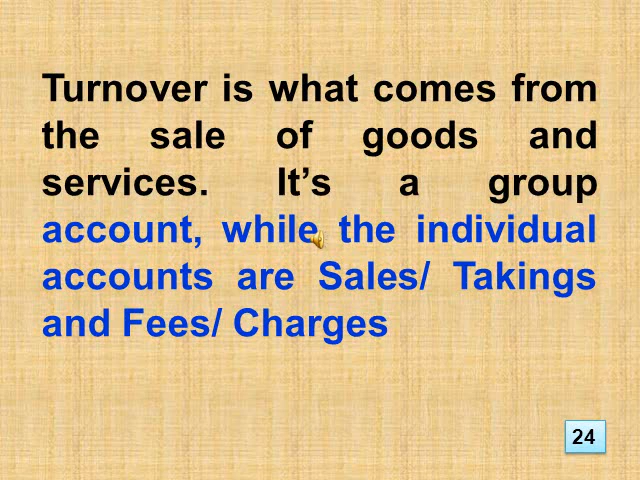 Turnover is what comes from
the sale of goods and
services. It’s a group
account, while the individual
accounts are Sales/ Takings
and Fees/ Charges
24